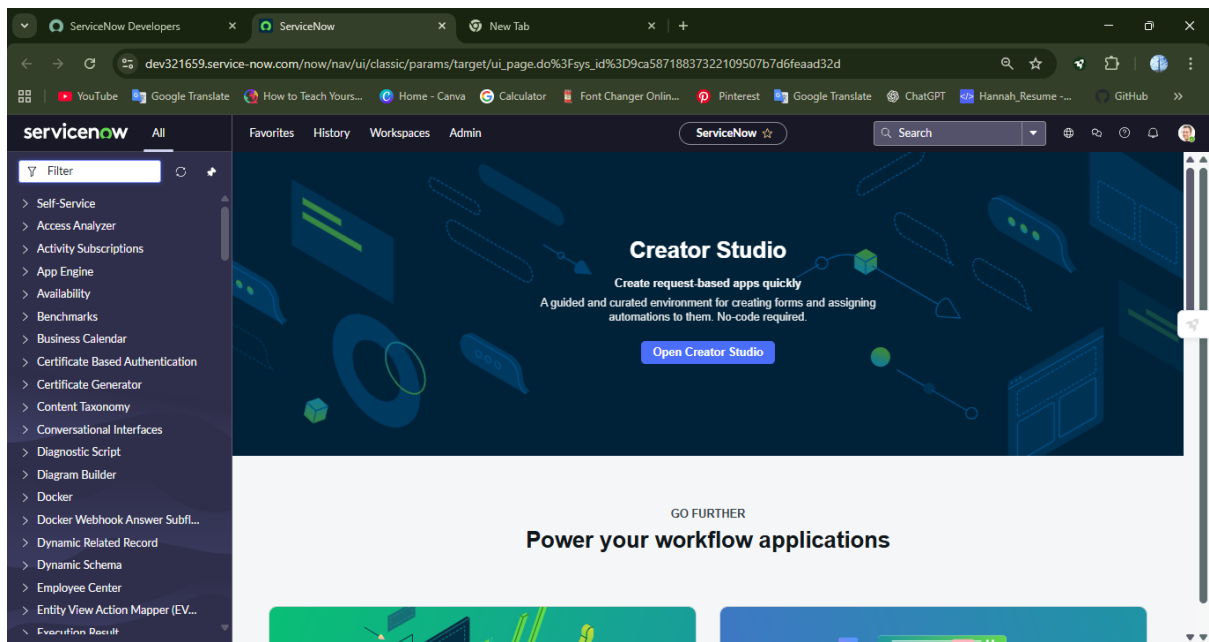 ServiceNow Developers
ServiceNow
New Tab
dev321659.service-now.com/now/nav/ui/classic/params/target/ui_page.do%3Fsys_id%3D9ca58718837322109507b7d6feaad32d
YouTube
Google Translate
How to Teach Yours...
Home - Canva
Calculator
Font Changer Onlin...
Pinterest
Google Translate
ChatGPT
Hannah_Resume -...
GitHub
servicenow
All
Favorites
History
Workspaces
Admin
ServiceNow
Search
Filter
Self-Service
Access Analyzer
Activity Subscriptions
App Engine
Availability
Benchmarks
Business Calendar
Certificate Based Authentication
Certificate Generator
Content Taxonomy
Conversational Interfaces
Diagnostic Script
Diagram Builder
Docker
Docker Webhook Answer Subfl...
Dynamic Related Record
Dynamic Schema
Employee Center
Entity View Action Mapper (EV...
Execution Result
Creator Studio
Create request-based apps quickly
A guided and curated environment for creating forms and assigning
automations to them. No-code required.
Open Creator Studio
GO FURTHER
Power your workflow applications